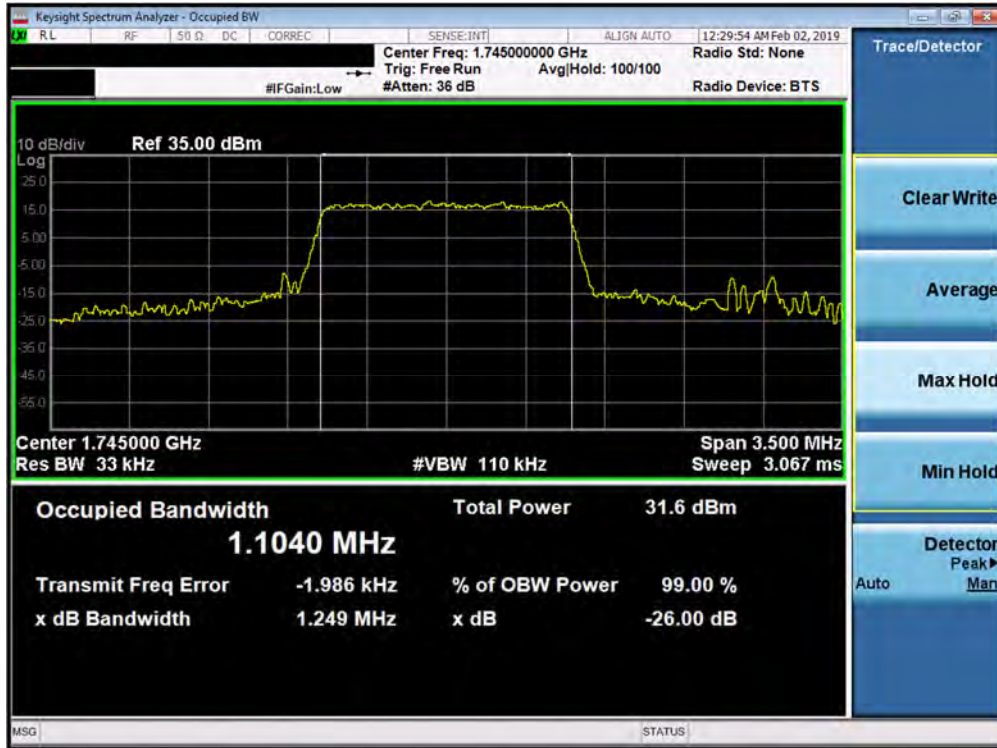 Keysight Spectrum Analyzer - Occupied BW
LXI RL RF 50 Ω DC CORREC SENSE:INT ALIGN AUTO 12:29:54 AM Feb 02, 2019
Center Freq: 1.745000000 GHz Radio Std: None
Trig: Free Run Avg|Hold: 100/100
#IFGain:Low #Atten: 36 dB Radio Device: BTS
10 dB/div Ref 35.00 dBm
Log
25.0
15.0
5.00
-5.00
-15.0
-25.0
-35.0
-45.0
-55.0
Center 1.745000 GHz Span 3.500 MHz
Res BW 33 kHz #VBW 110 kHz Sweep 3.067 ms
Occupied Bandwidth Total Power 31.6 dBm
1.1040 MHz
Transmit Freq Error -1.986 kHz % of OBW Power 99.00 %
x dB Bandwidth 1.249 MHz x dB -26.00 dB
MSG STATUS
Trace/Detector
Clear Write
Average
Max Hold
Min Hold
Detector
Peak▶
Auto Man